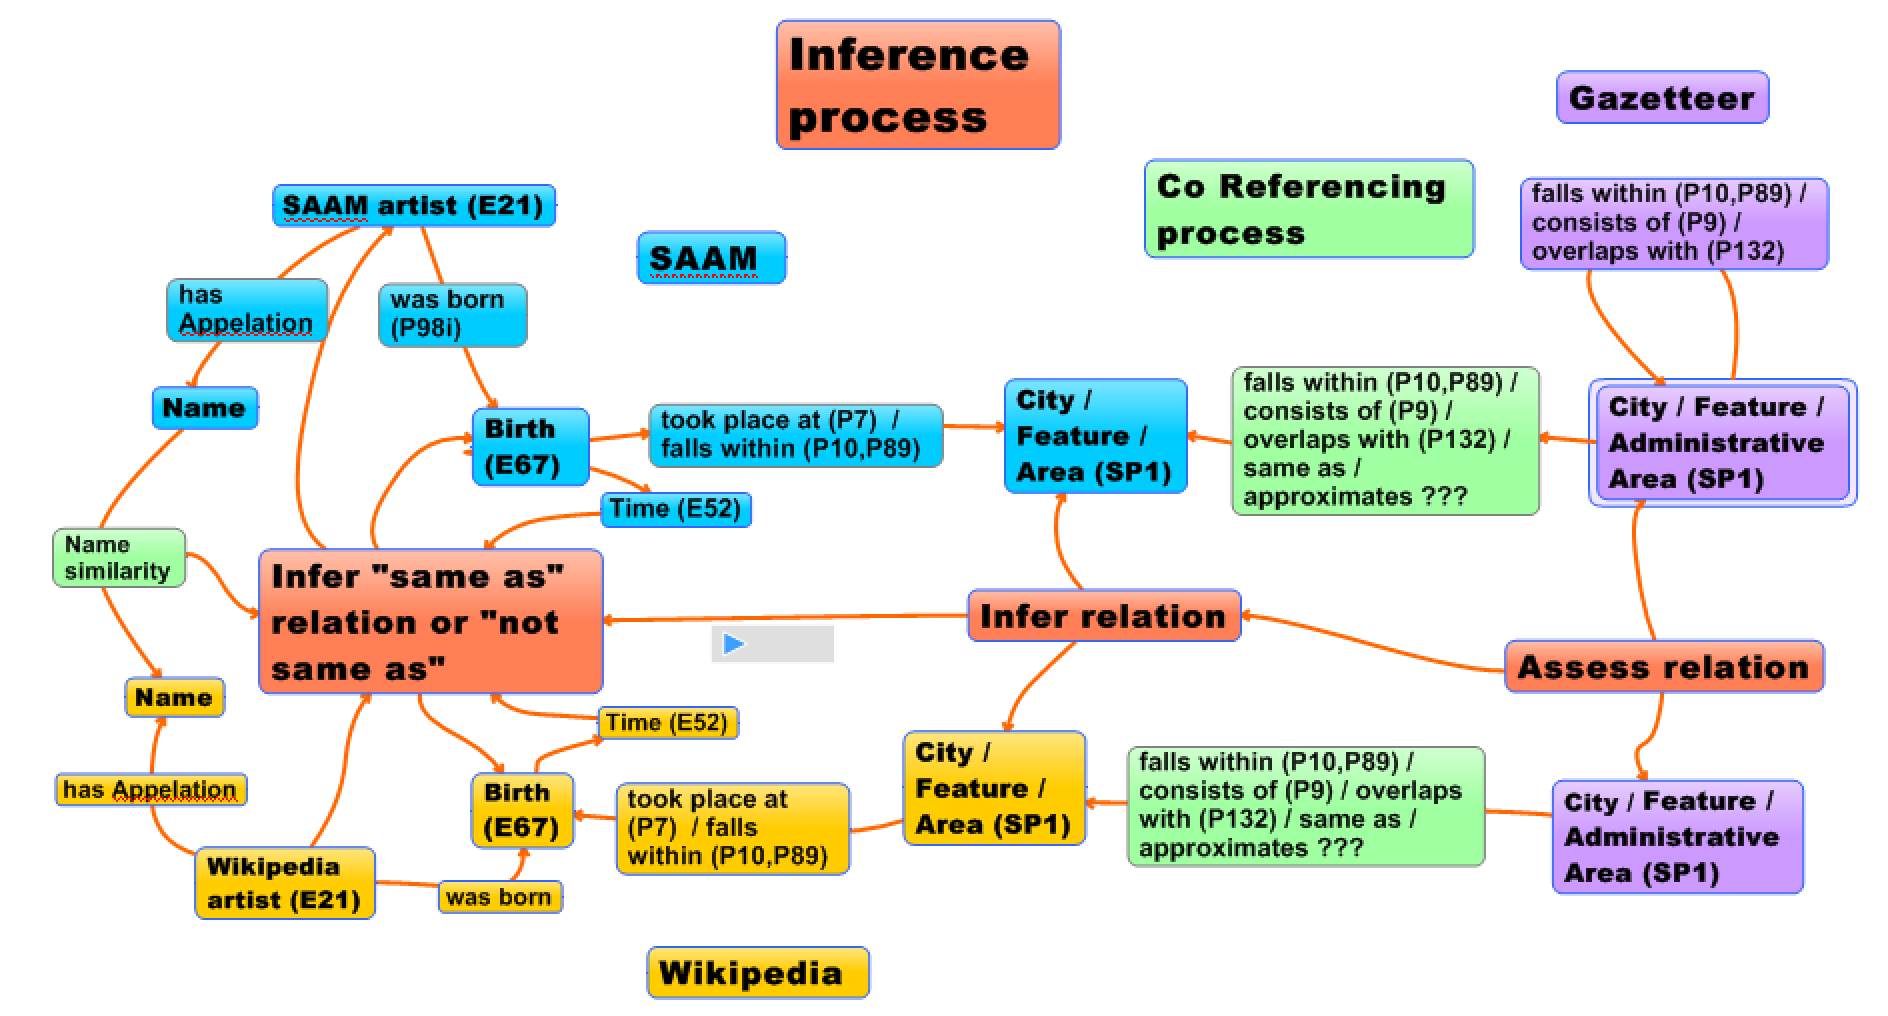 Inference
process
Gazetteer
Co Referencing
process
falls within (P10,P89) /
consists of (P9) /
overlaps with (P132)
SAAM artist (E21)
SAAM
has
Appelation
was born
(P98i)
Name
Birth
(E67)
took place at (P7)  /
falls within (P10,P89)
City /
Feature /
Area (SP1)
falls within (P10,P89) /
consists of (P9) /
overlaps with (P132) /
same as /
approximates ???
City / Feature /
Administrative
Area (SP1)
Time (E52)
Name
similarity
Infer "same as"
relation or "not
same as"
Infer relation
Assess relation
Name
Time (E52)
has Appelation
Birth
(E67)
took place at
(P7)  / falls
within (P10,P89)
City /
Feature /
Area (SP1)
falls within (P10,P89) /
consists of (P9) / overlaps
with (P132) / same as /
approximates ???
City / Feature /
Administrative
Area (SP1)
Wikipedia
artist (E21)
was born
Wikipedia